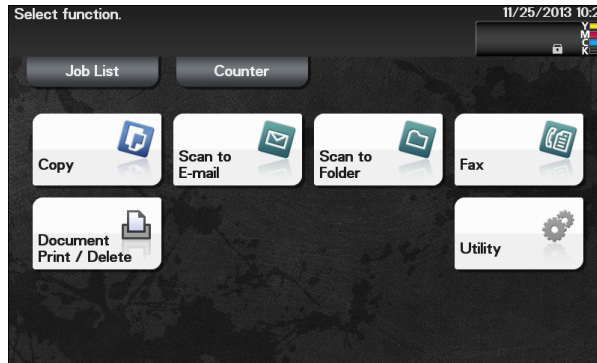 Select function.
11/25/2013 10:2
Y
M
C
K
Job List
Counter
Copy
Scan to
E-mail
Scan to
Folder
Fax
Document
Print / Delete
Utility